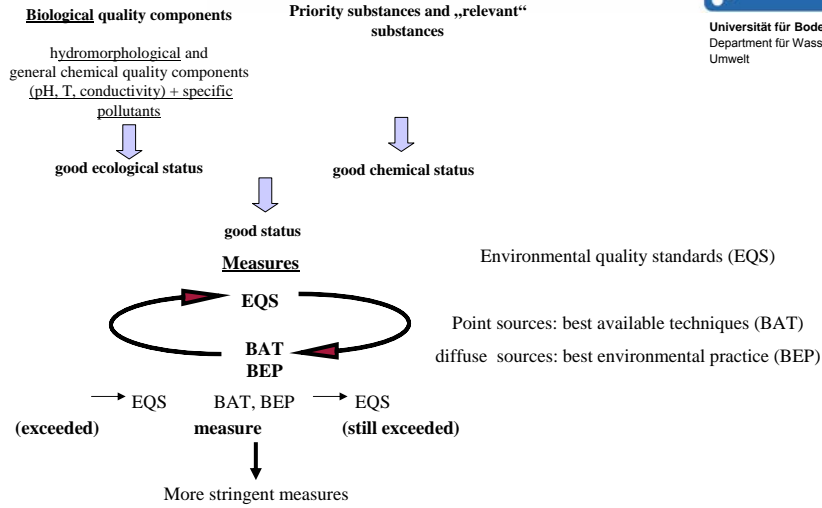 Biological quality components
hydromorphological and
general chemical quality components
(pH, T, conductivity) + specific
pollutants
Priority substances and „relevant“
substances
Universität für Bode
Department für Wass
Umwelt
good ecological status
good chemical status
good status
Measures
EQS
BAT
BEP
Environmental quality standards (EQS)
Point sources: best available techniques (BAT)
diffuse sources: best environmental practice (BEP)
EQS BAT, BEP EQS
(exceeded) measure (still exceeded)
More stringent measures